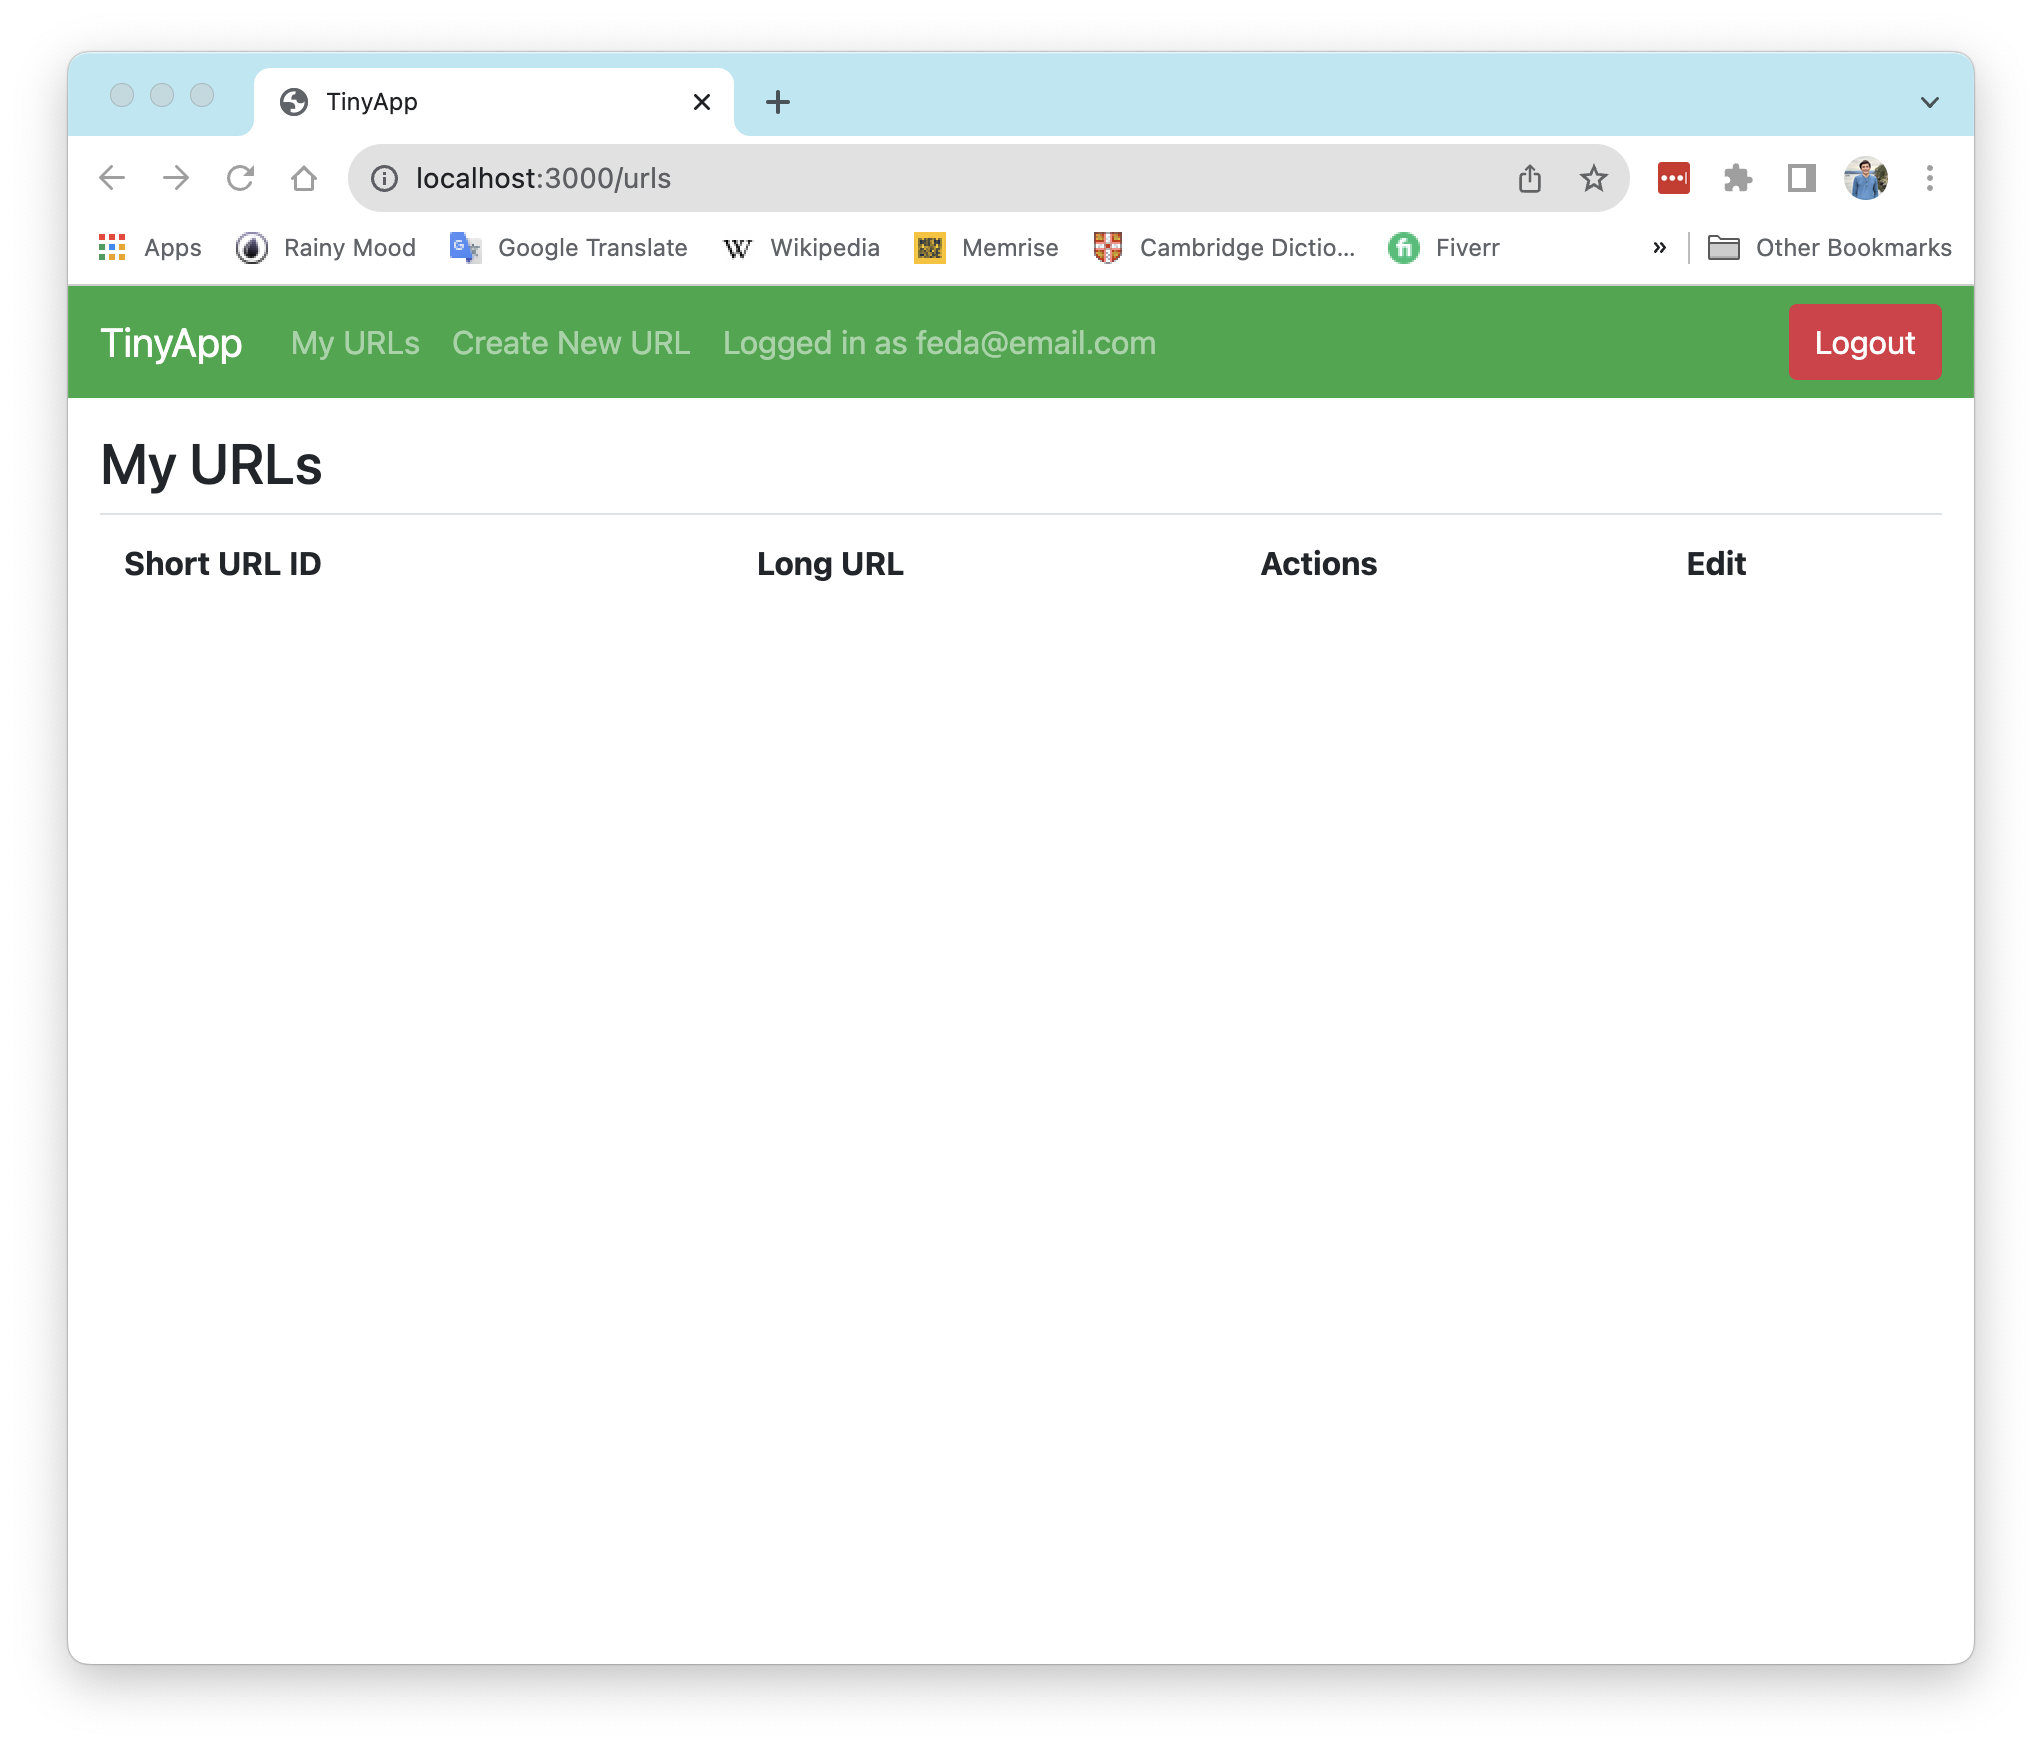 TinyApp
localhost:3000/urls
Apps Rainy Mood Google Translate Wikipedia Memrise Cambridge Dictio... Fiverr » Other Bookmarks
TinyApp My URLs Create New URL Logged in as feda@email.com Logout
My URLs
Short URL ID Long URL Actions Edit